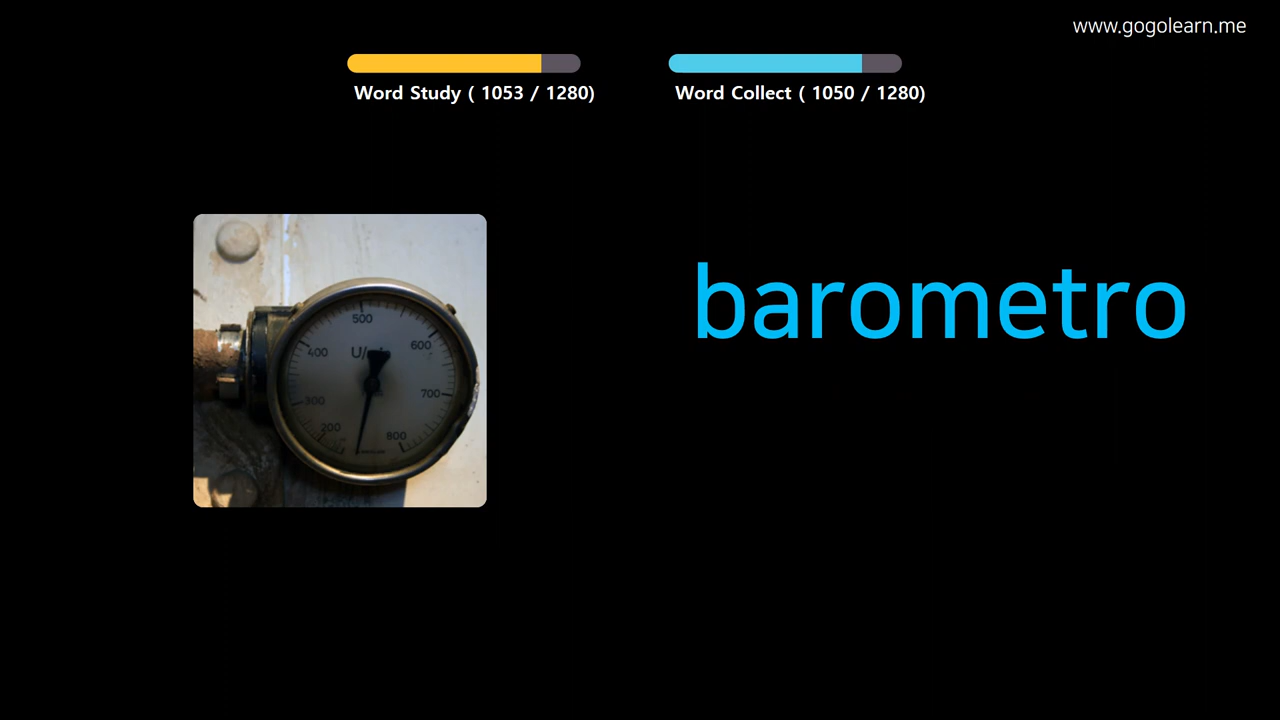 www.gogolearn.me
Word Study ( 1053 / 1280)
Word Collect ( 1050 / 1280)
barometro
500
400
600
300
700
200
800